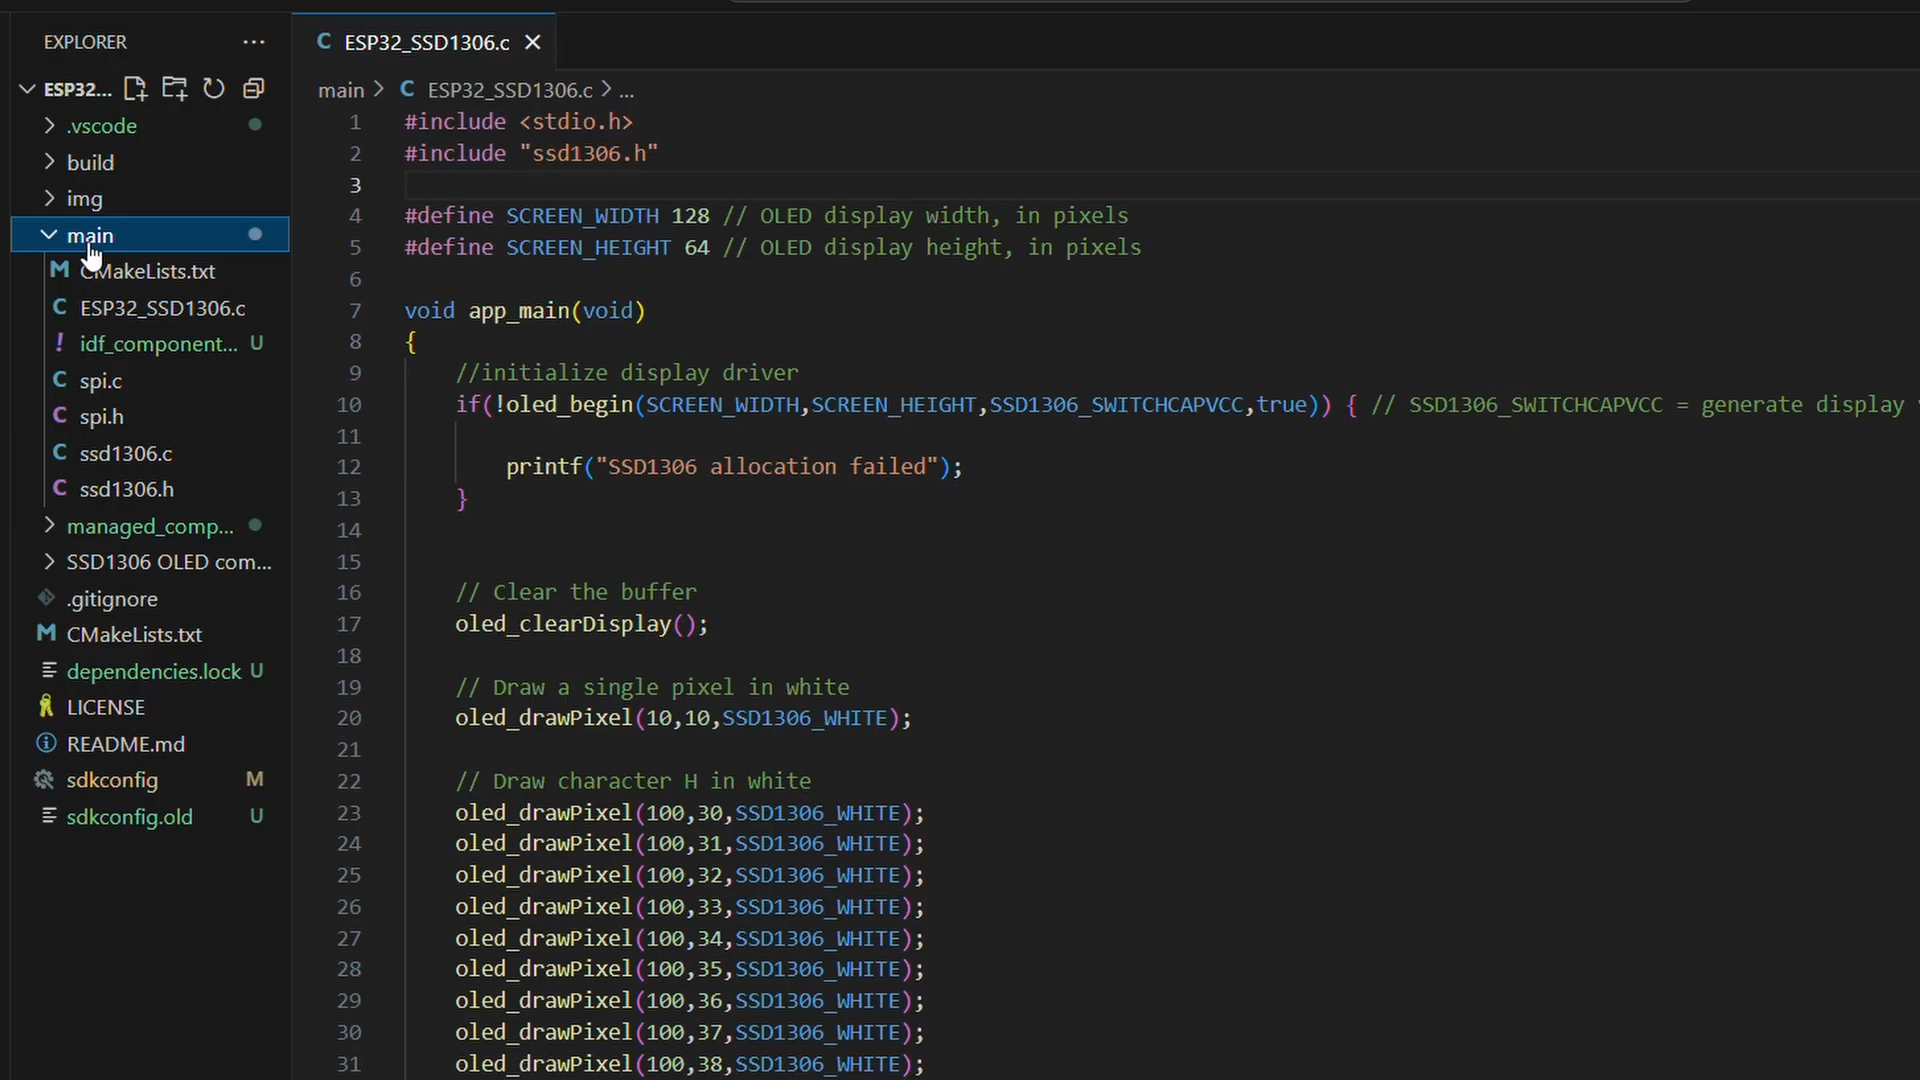 EXPLORER
ESP32...
.vscode
build
img
main
CMakeLists.txt
ESP32_SSD1306.c
idf_component... U
spi.c
spi.h
ssd1306.c
ssd1306.h
managed_comp...
SSD1306 OLED com...
.gitignore
CMakeLists.txt
dependencies.lock U
LICENSE
README.md
sdkconfig M
sdkconfig.old U
ESP32_SSD1306.c
main > C ESP32_SSD1306.c > ...
1 #include <stdio.h>
2 #include "ssd1306.h"
3
4 #define SCREEN_WIDTH 128 // OLED display width, in pixels
5 #define SCREEN_HEIGHT 64 // OLED display height, in pixels
6
7 void app_main(void)
8 {
9 //initialize display driver
10 if(!oled_begin(SCREEN_WIDTH,SCREEN_HEIGHT,SSD1306_SWITCHCAPVCC,true)) { // SSD1306_SWITCHCAPVCC = generate display
11
12 printf("SSD1306 allocation failed");
13 }
14
15
16 // Clear the buffer
17 oled_clearDisplay();
18
19 // Draw a single pixel in white
20 oled_drawPixel(10,10,SSD1306_WHITE);
21
22 // Draw character H in white
23 oled_drawPixel(100,30,SSD1306_WHITE);
24 oled_drawPixel(100,31,SSD1306_WHITE);
25 oled_drawPixel(100,32,SSD1306_WHITE);
26 oled_drawPixel(100,33,SSD1306_WHITE);
27 oled_drawPixel(100,34,SSD1306_WHITE);
28 oled_drawPixel(100,35,SSD1306_WHITE);
29 oled_drawPixel(100,36,SSD1306_WHITE);
30 oled_drawPixel(100,37,SSD1306_WHITE);
31 oled_drawPixel(100,38,SSD1306_WHITE);